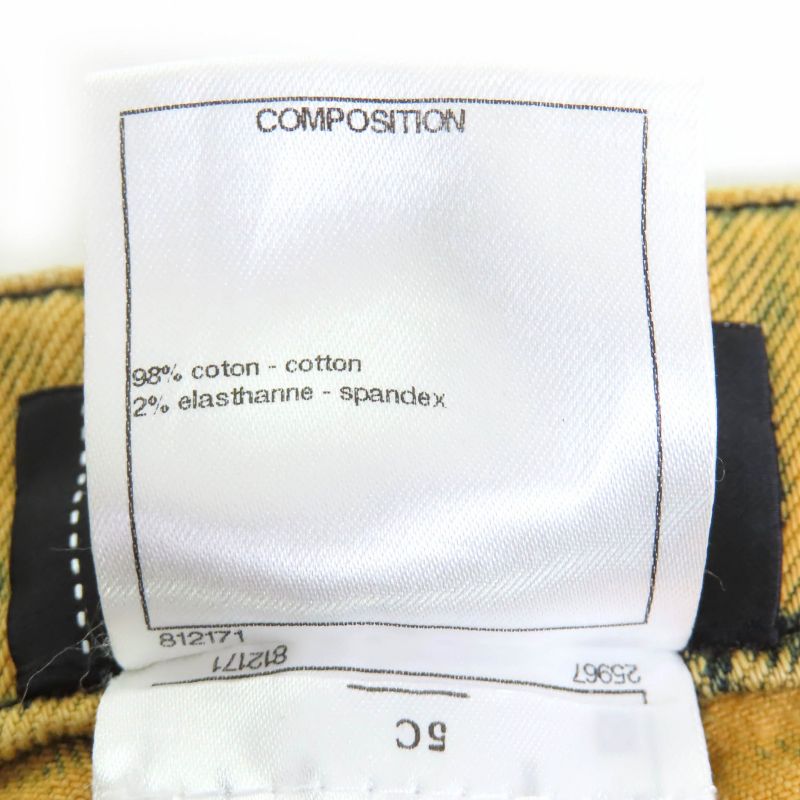 COMPOSITION
98% coton - cotton
2% elasthanne - spandex
812171
812171
25967
5C